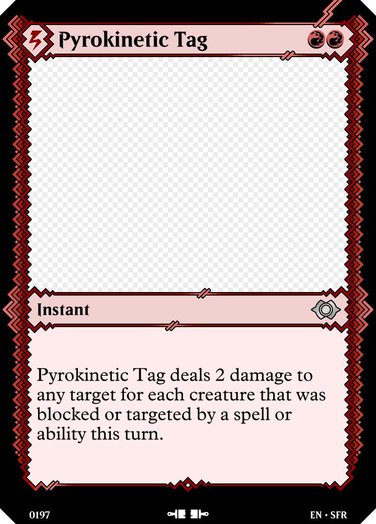 Pyrokinetic Tag
Instant
Pyrokinetic Tag deals 2 damage to
any target for each creature that was
blocked or targeted by a spell or
ability this turn.
0197
EN • SFR